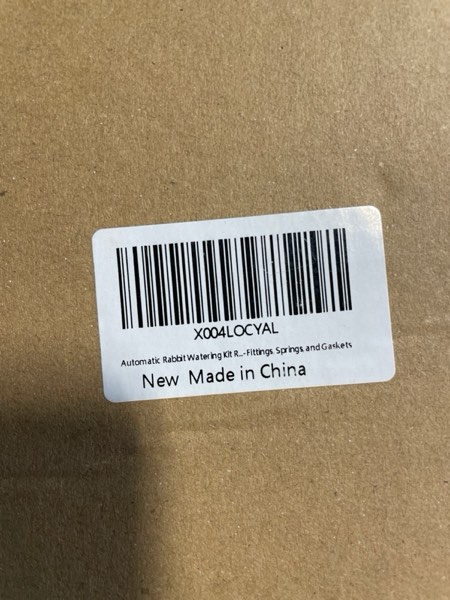 X004LOCYAL
Automatic Rabbit Watering Kit R...-Fittings, Springs, and Gaskets
New Made in China